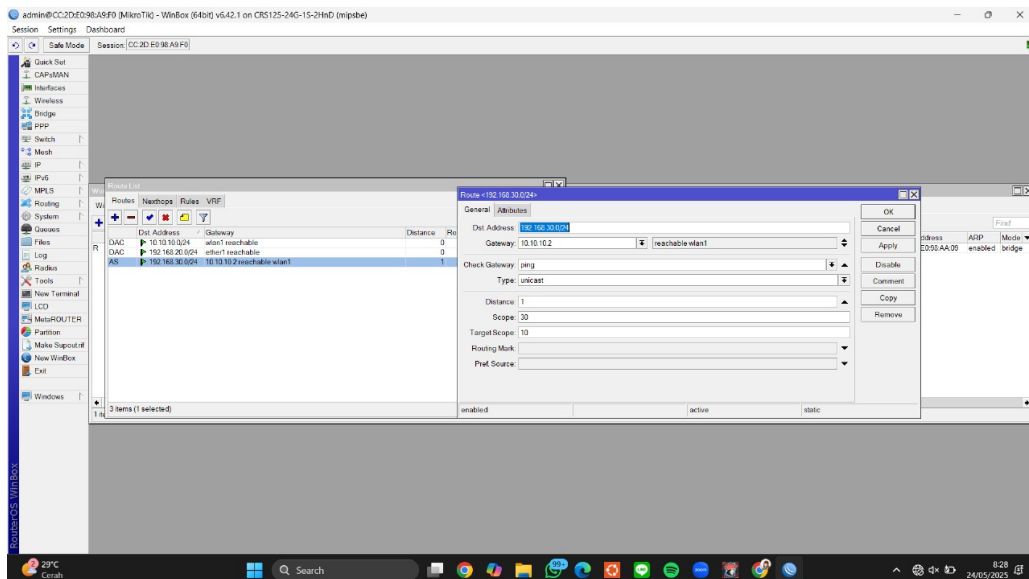 admin@CC:2D:E0:98:A9:F0 (MikroTik) - WinBox (64bit) v6.42.1 on CRS125-24G-1S-2HnD (mipsbe)
Session Settings Dashboard
Safe Mode Session: CC:2D:E0:98:A9:F0
Quick Set
CAPsMAN
Interfaces
Wireless
Bridge
PPP
Switch
Mesh
IP
IPv6
MPLS
Routing
System
Queues
Files
Log
Radius
Tools
New Terminal
LCD
MetaROUTER
Partition
Make Supout.rif
New WinBox
Exit
Windows
RouterOS WinBox
Route List
Routes Nexthops Rules VRF
Dst. Address Gateway Distance
DAC 10.10.10.0/24 wlan1 reachable 0
DAC 192.168.20.0/24 ether1 reachable 0
AS 192.168.30.0/24 10.10.10.2 reachable wlan1 1
3 items (1 selected)
Route <192.168.30.0/24>
General Attributes
Dst. Address: 192.168.30.0/24
Gateway: 10.10.10.2 reachable wlan1
Check Gateway: ping
Type: unicast
Distance: 1
Scope: 30
Target Scope: 10
Routing Mark:
Pref. Source:
enabled active static
OK
Cancel
Apply
Disable
Comment
Copy
Remove
Find
ddress ARP Mode
E0:98:AA:09 enabled bridge
29°C
Cerah
Search
99+
8:28
24/05/2025